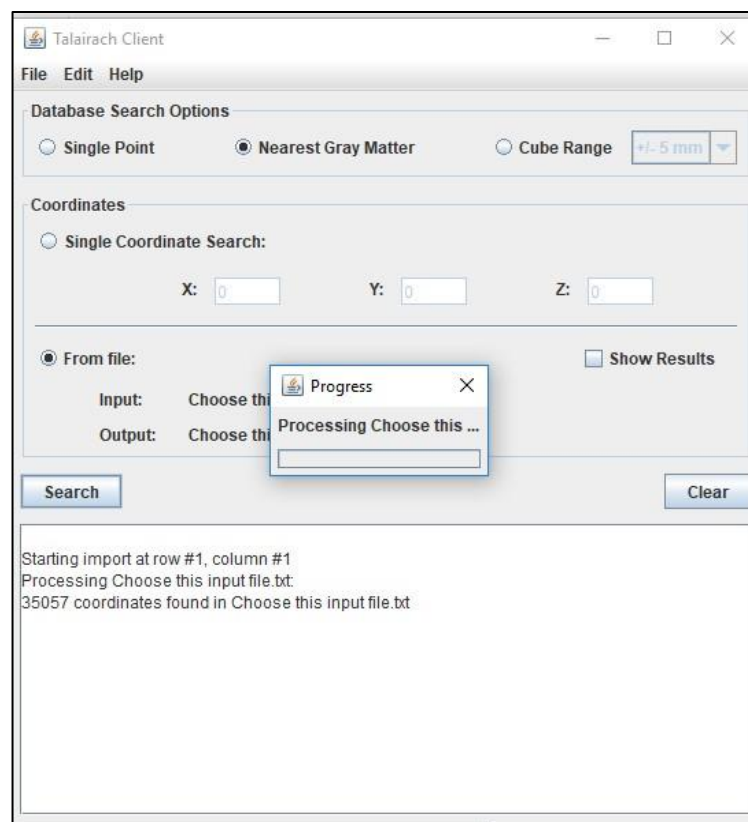 Talairach Client
File Edit Help
Database Search Options
Single Point Nearest Gray Matter Cube Range +/- 5 mm
Coordinates
Single Coordinate Search:
X: 0 Y: 0 Z: 0
From file: Show Results
Progress
Input: Choose thi
Processing Choose this ...
Output: Choose thi
Search Clear
Starting import at row #1, column #1
Processing Choose this input file.txt:
35057 coordinates found in Choose this input file.txt